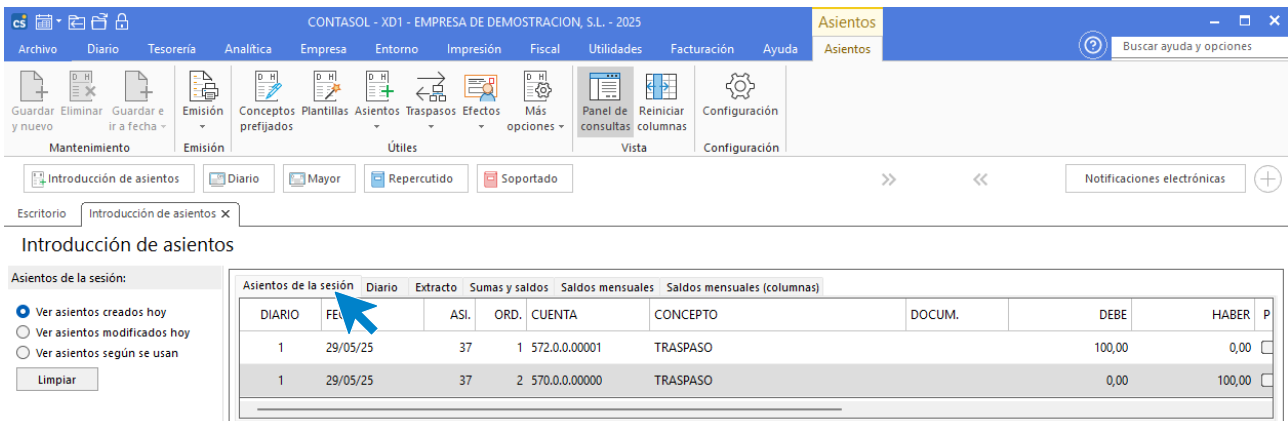 cs CONTASOL - XD1 - EMPRESA DE DEMOSTRACION, S.L. - 2025 Asientos
Archivo Diario Tesorería Analítica Empresa Entorno Impresión Fiscal Utilidades Facturación Ayuda Asientos ? Buscar ayuda y opciones
Guardar y nuevo
Eliminar
Guardar e ir a fecha
Emisión
Conceptos prefijados
Plantillas
Asientos
Traspasos
Efectos
Más opciones
Panel de consultas
Reiniciar columnas
Configuración
Mantenimiento Emisión Útiles Vista Configuración
Introducción de asientos Diario Mayor Repercutido Soportado Notificaciones electrónicas
Escritorio Introducción de asientos X
Introducción de asientos
Asientos de la sesión:
Ver asientos creados hoy
Ver asientos modificados hoy
Ver asientos según se usan
Limpiar
Asientos de la sesión Diario Extracto Sumas y saldos Saldos mensuales Saldos mensuales (columnas)
DIARIO ASI. ORD. CUENTA CONCEPTO DOCUM. DEBE HABER P
1 29/05/25 37 1 572.0.0.00001 TRASPASO 100,00 0,00
1 29/05/25 37 2 570.0.0.00000 TRASPASO 0,00 100,00